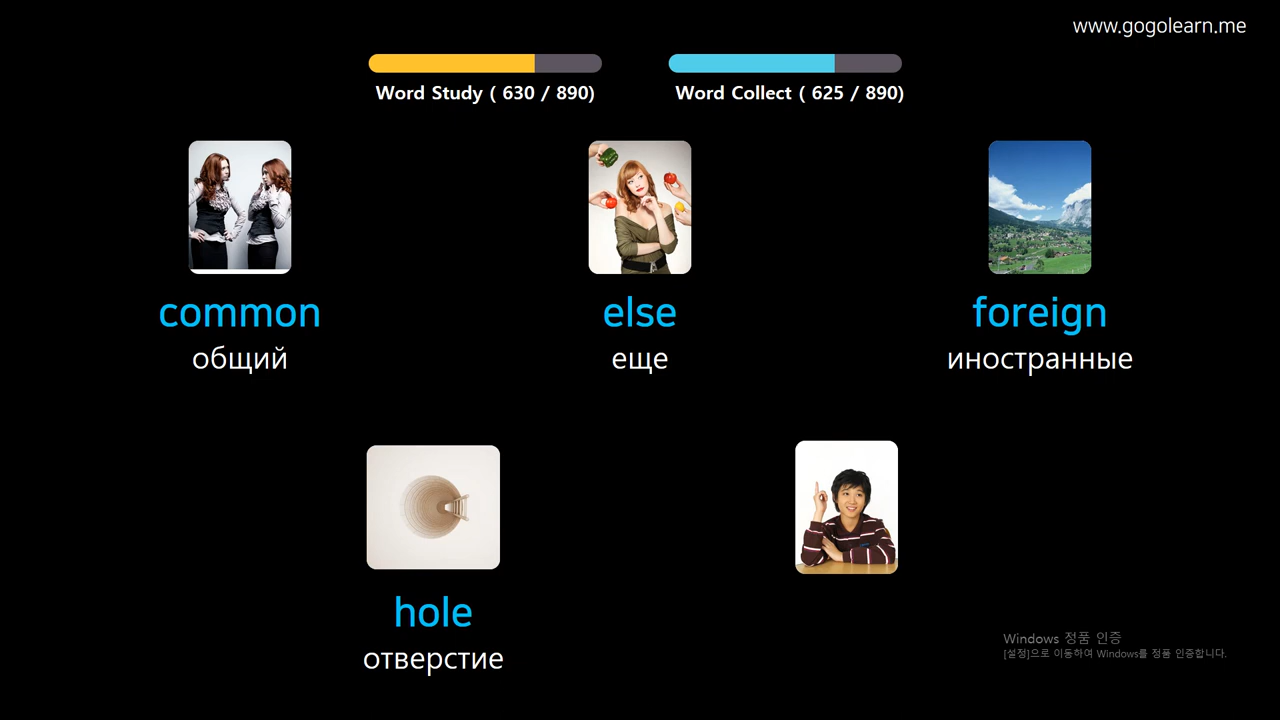 www.gogolearn.me
Word Study ( 630 / 890)
Word Collect ( 625 / 890)
common
общий
else
еще
foreign
иностранные
hole
отверстие
Windows 정품 인증
[설정]으로 이동하여 Windows를 정품 인증합니다.